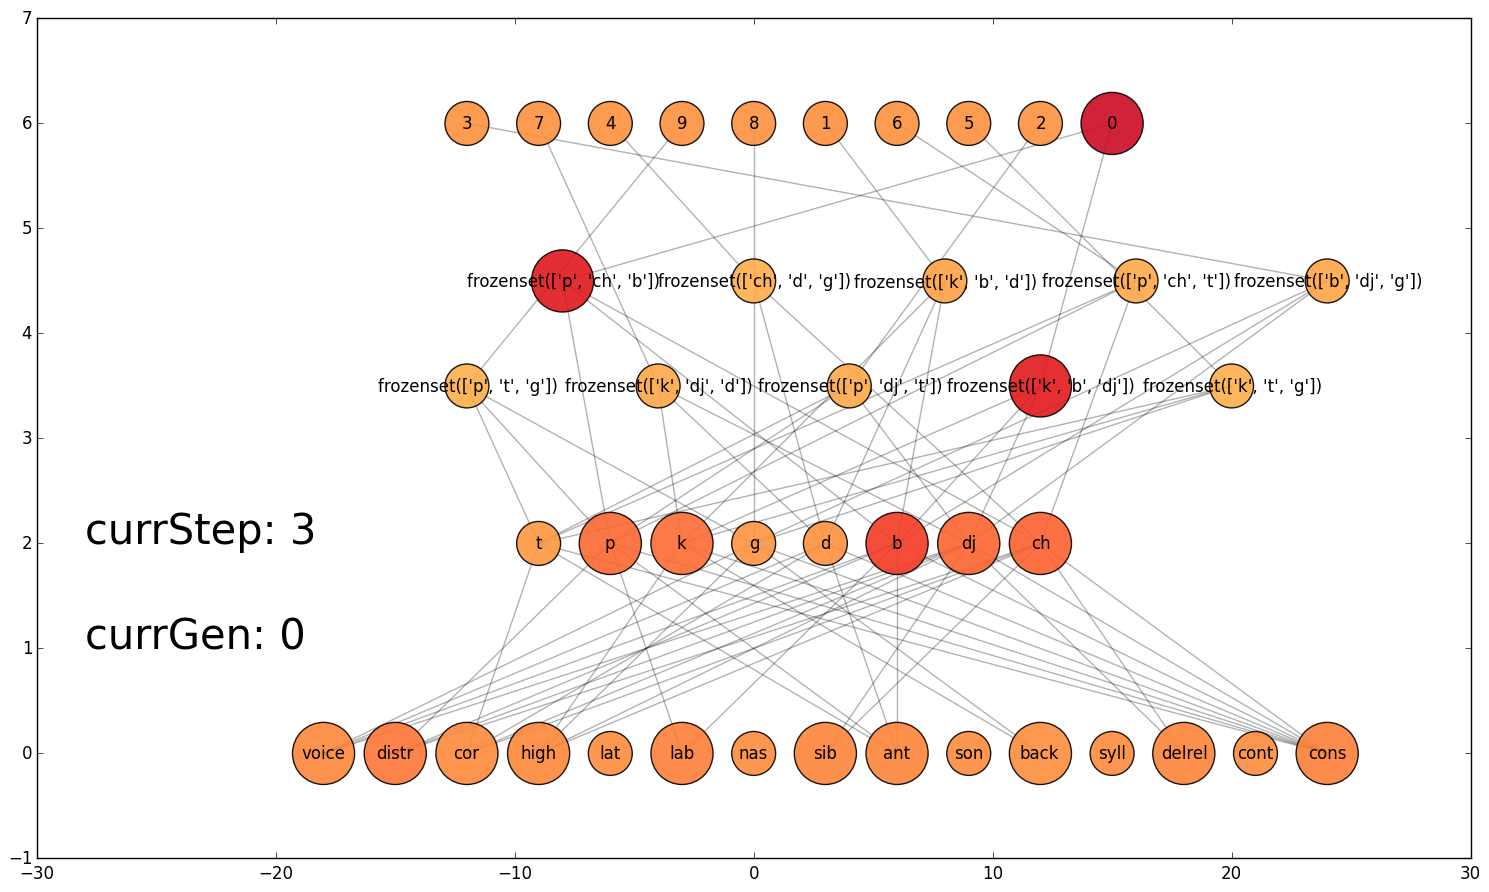 7
6
3 7 4 9 8 1 6 5 2 0
5
frozenset(['p', 'ch', 'b']) frozenset(['ch', 'd', 'g']) frozenset(['k', 'b', 'd']) frozenset(['p', 'ch', 't']) frozenset(['b', 'dj', 'g'])
4
frozenset(['p', 't', 'g']) frozenset(['k', 'dj', 'd']) frozenset(['p', 'dj', 't']) frozenset(['k', 'b', 'dj']) frozenset(['k', 't', 'g'])
3
currStep: 3
2
t p k g d b dj ch
currGen: 0
1
0
voice distr cor high lat lab nas sib ant son back syll delrel cont cons
−1
−30 −20 −10 0 10 20 30